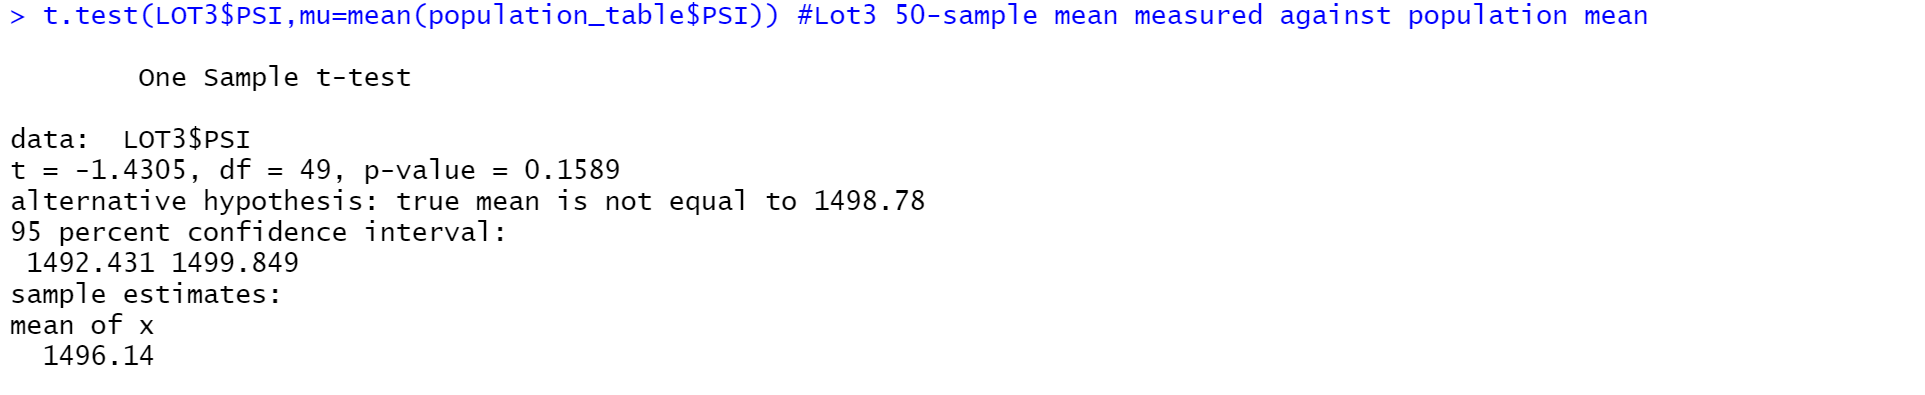 > t.test(LOT3$PSI,mu=mean(population_table$PSI)) #Lot3 50-sample mean measured against population mean
One Sample t-test
data:  LOT3$PSI
t = -1.4305, df = 49, p-value = 0.1589
alternative hypothesis: true mean is not equal to 1498.78
95 percent confidence interval:
1492.431 1499.849
sample estimates:
mean of x
1496.14